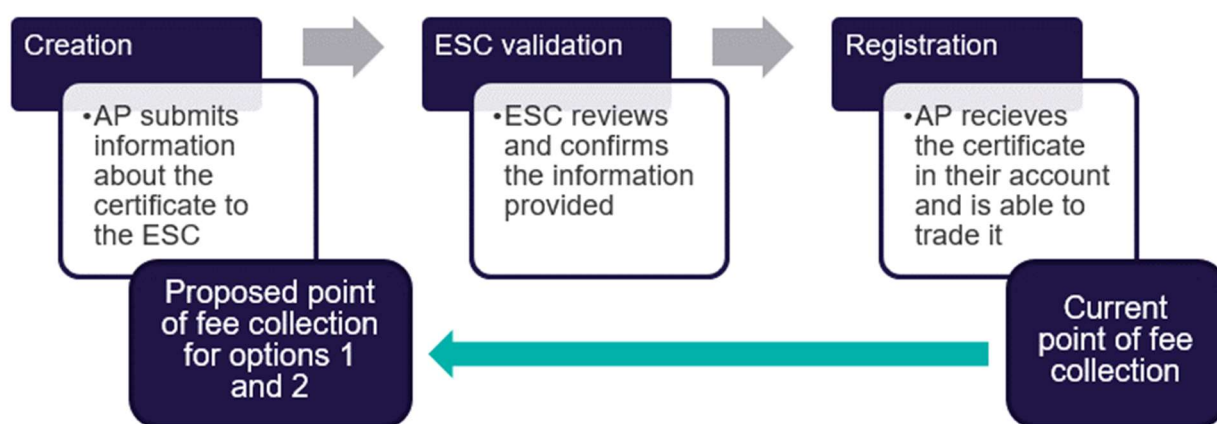 Creation
•AP submits
information
about the
certificate to
the ESC
Proposed point
of fee collection
for options 1
and 2
ESC validation
•ESC reviews
and confirms
the information
provided
Registration
•AP recieves
the certificate
in their account
and is able to
trade it
Current
point of fee
collection